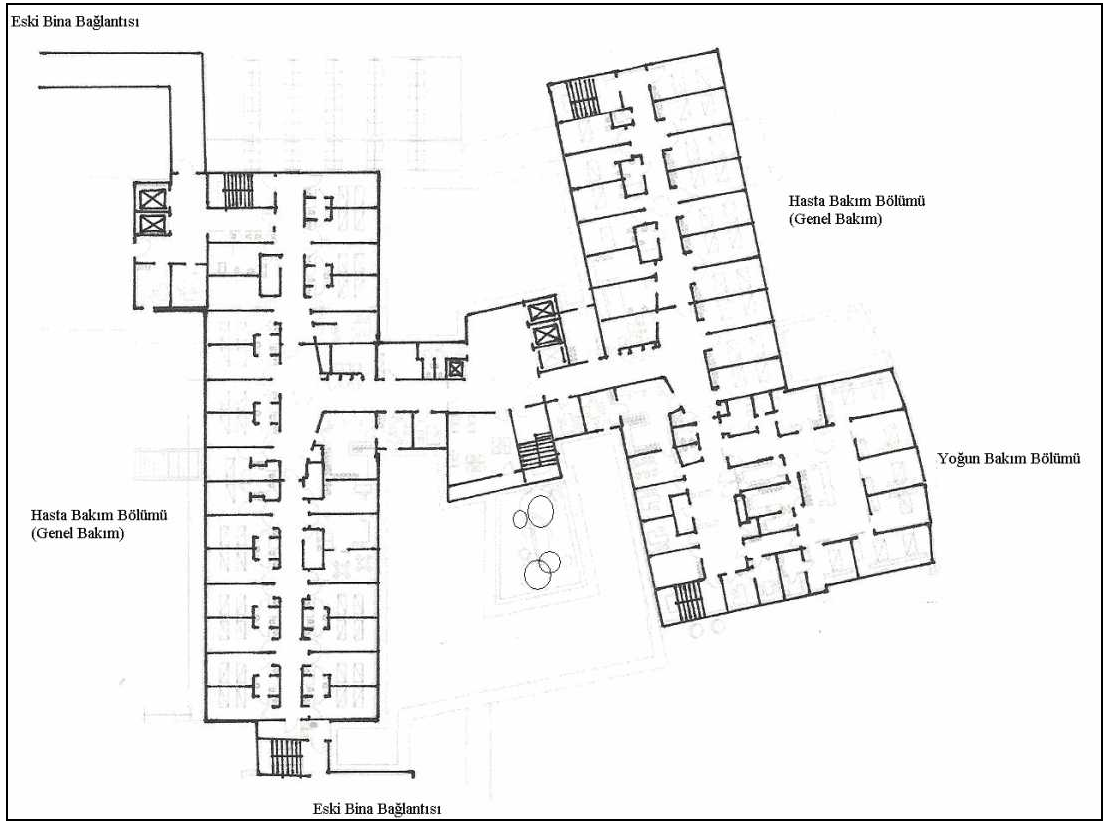 Eski Bina Bağlantısı
Hasta Bakım Bölümü
(Genel Bakım)
Yoğun Bakım Bölümü
Hasta Bakım Bölümü
(Genel Bakım)
Eski Bina Bağlantısı